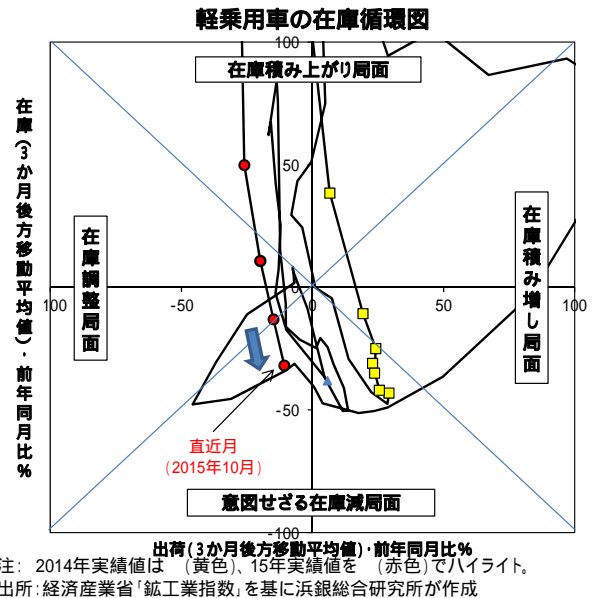 軽乗用車の在庫循環図
在庫(3か月後方移動平均値)・前年同月比%
100
在庫積み上がり局面
50
在庫調整局面
在庫積み増し局面
100
-50
0
0
50
100
-50
直近月
(2015年10月)
意図せざる在庫減局面
-100
出荷(3か月後方移動平均値)・前年同月比%
注: 2014年実績値は (黄色)、15年実績値を (赤色)でハイライト。
出所:経済産業省「鉱工業指数」を基に浜銀総合研究所が作成